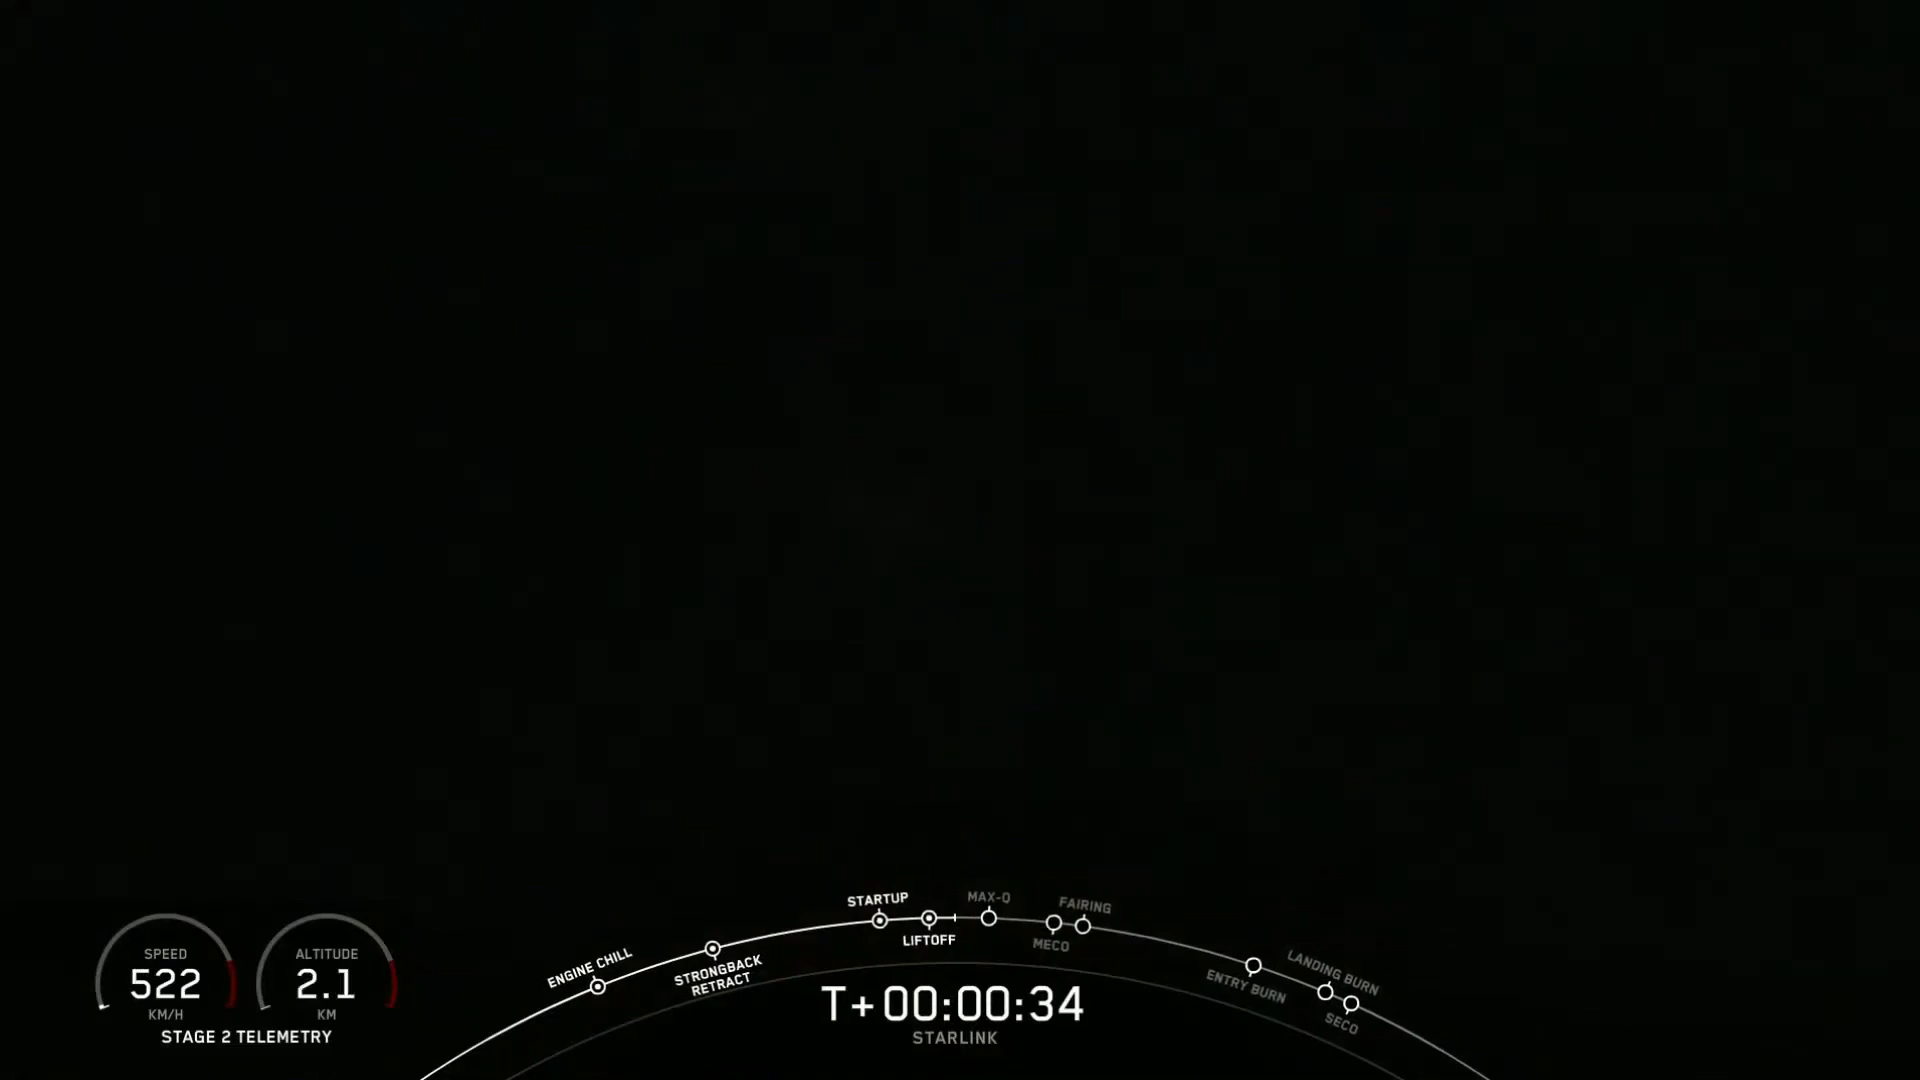 STARTUP
MAX-Q
FAIRING
LIFTOFF
MECO
ENGINE CHILL
STRONGBACK
RETRACT
ENTRY BURN
LANDING BURN
SECO
SPEED
522
KM/H
ALTITUDE
2.1
KM
STAGE 2 TELEMETRY
T+00:00:34
STARLINK